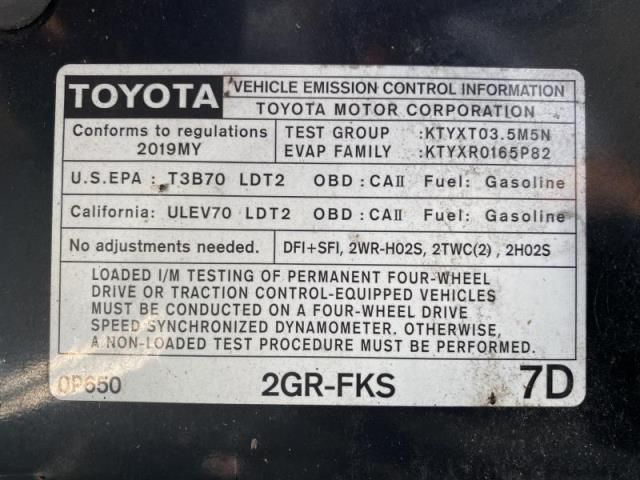 TOYOTA VEHICLE EMISSION CONTROL INFORMATION
TOYOTA MOTOR CORPORATION
Conforms to regulations TEST GROUP :KTYXT03.5M5N
2019MY EVAP FAMILY :KTYXR0165P82
U.S.EPA : T3B70 LDT2 OBD : CAII Fuel: Gasoline
California: ULEV70 LDT2 OBD : CAII Fuel: Gasoline
No adjustments needed. DFI+SFI, 2WR-HO2S, 2TWC(2) , 2HO2S
LOADED I/M TESTING OF PERMANENT FOUR-WHEEL
DRIVE OR TRACTION CONTROL-EQUIPPED VEHICLES
MUST BE CONDUCTED ON A FOUR-WHEEL DRIVE
SPEED SYNCHRONIZED DYNAMOMETER. OTHERWISE,
A NON-LOADED TEST PROCEDURE MUST BE PERFORMED.
0P650 2GR-FKS 7D